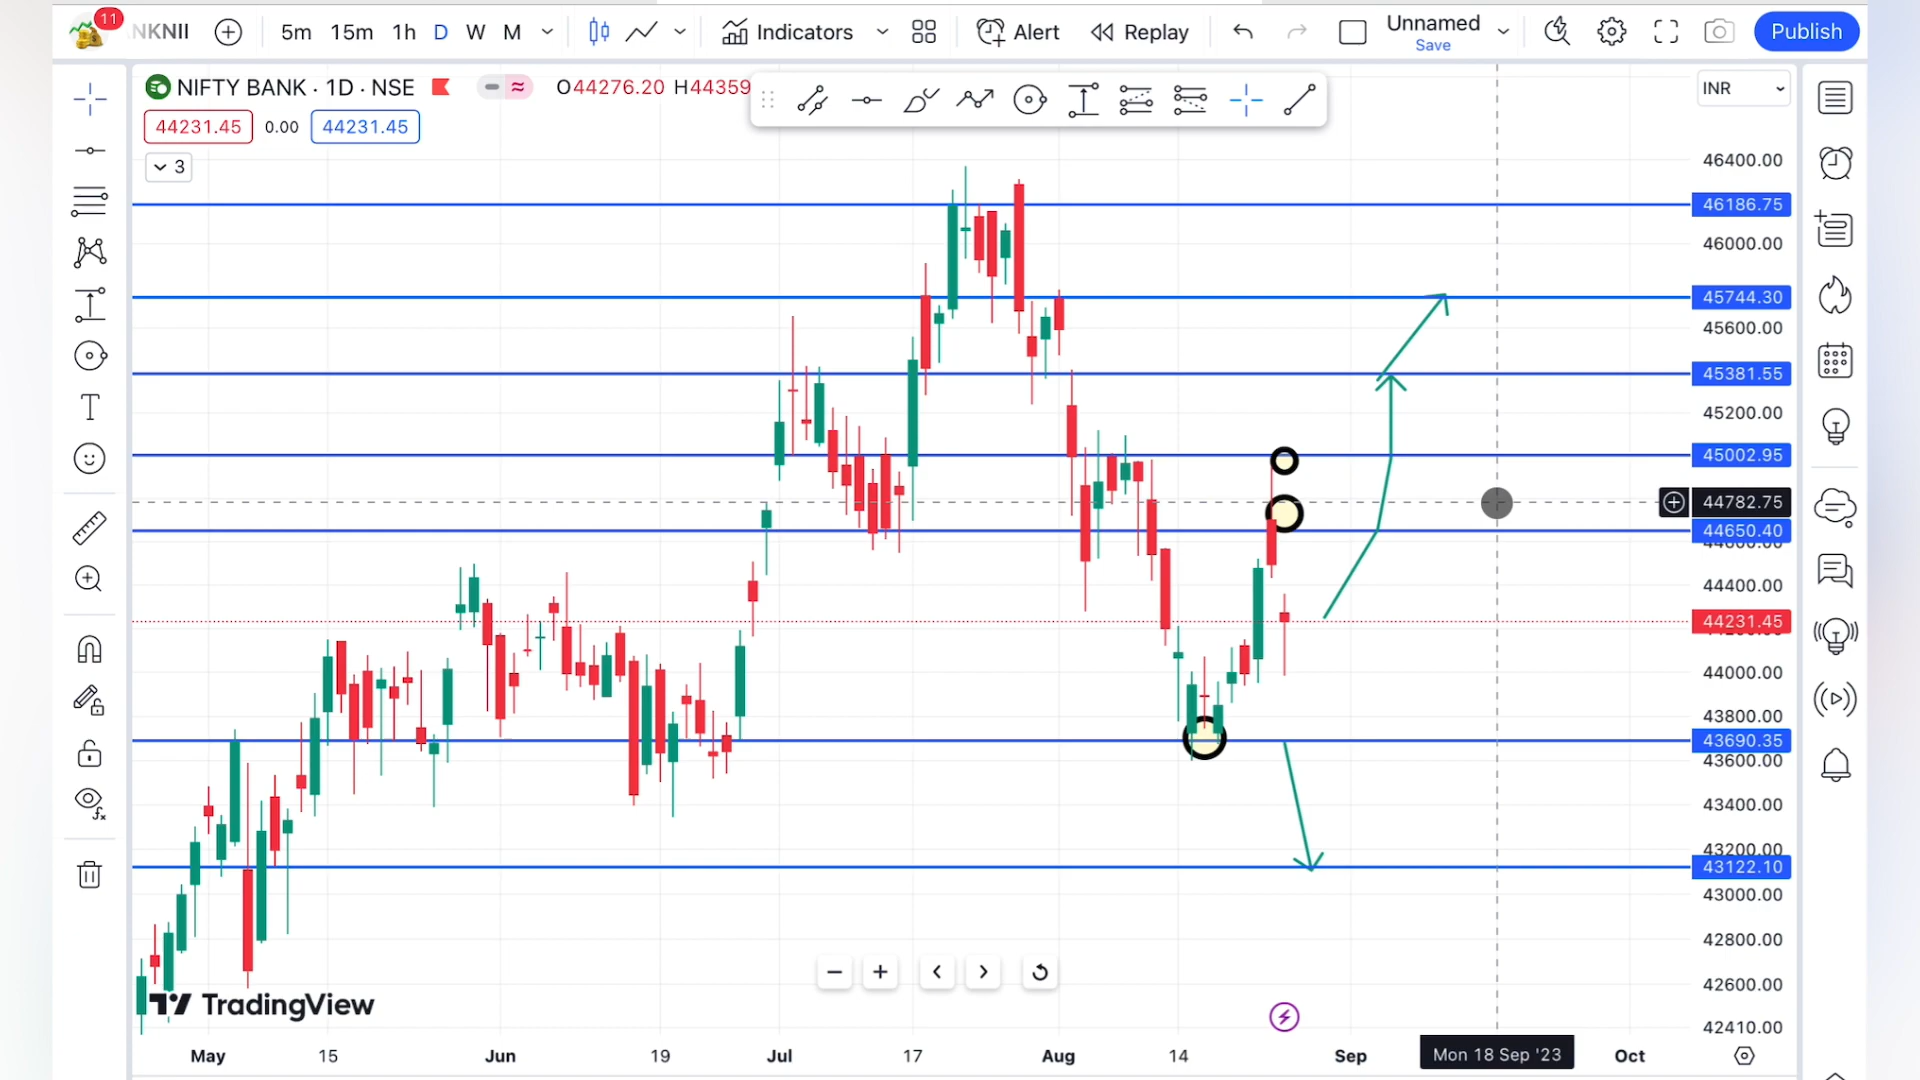 11
NKNII
5m 15m 1h D W M
Indicators
Alert
Replay
Unnamed
Save
Publish
NIFTY BANK · 1D · NSE
O44276.20 H44359
INR
44231.45 0.00 44231.45
3
46400.00
46186.75
46000.00
45744.30
45600.00
45381.55
45200.00
45002.95
44782.75
44650.40
44400.00
44231.45
44000.00
43800.00
43690.35
43600.00
43400.00
43200.00
43122.10
43000.00
42800.00
42600.00
42410.00
TradingView
May 15 Jun 19 Jul 17 Aug 14 Sep Mon 18 Sep '23 Oct